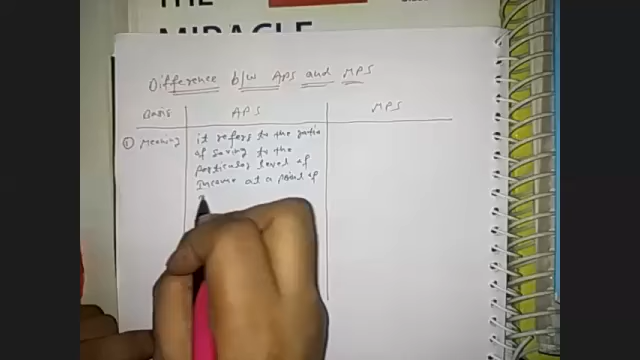 THE
MIRACLE
Difference b/w APS and MPS
Basis APS MPS
① Meaning it refers to the ratio
of saving to the
particular level of
Income at a point of